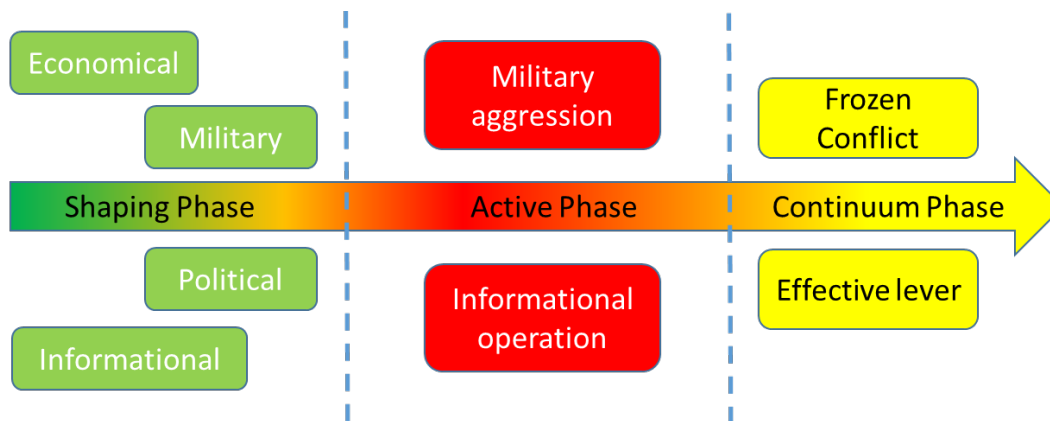 Economical
Military
Military
aggression
Frozen
Conflict
Shaping Phase
Active Phase
Continuum Phase
Political
Informational
Informational
operation
Effective lever